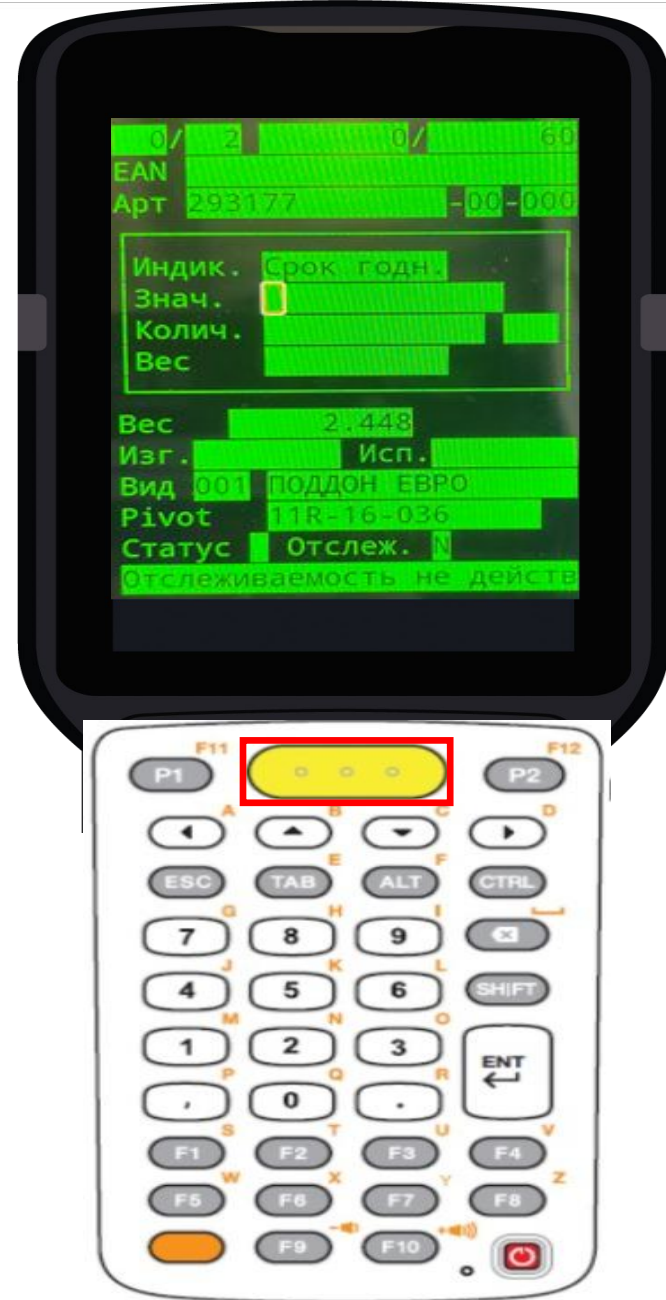 0/ 2 0/ 60
EAN
Арт 293177 -00-000
Индик. Срок годн.
Знач.
Колич.
Вес
Вес 2.448
Изг. Исп.
Вид 001 ПОДДОН ЕВРО
Pivot 11R-16-036
Статус Отслеж. N
Отслеживаемость не действ
F11 F12
P1 P2
A B C D
E F
ESC TAB ALT CTRL
G H I
7 8 9
J K L
4 5 6 SHIFT
M N O
1 2 3 ENT
P Q R
, 0 .
S T U V
F1 F2 F3 F4
W X Y Z
F5 F6 F7 F8
F9 F10